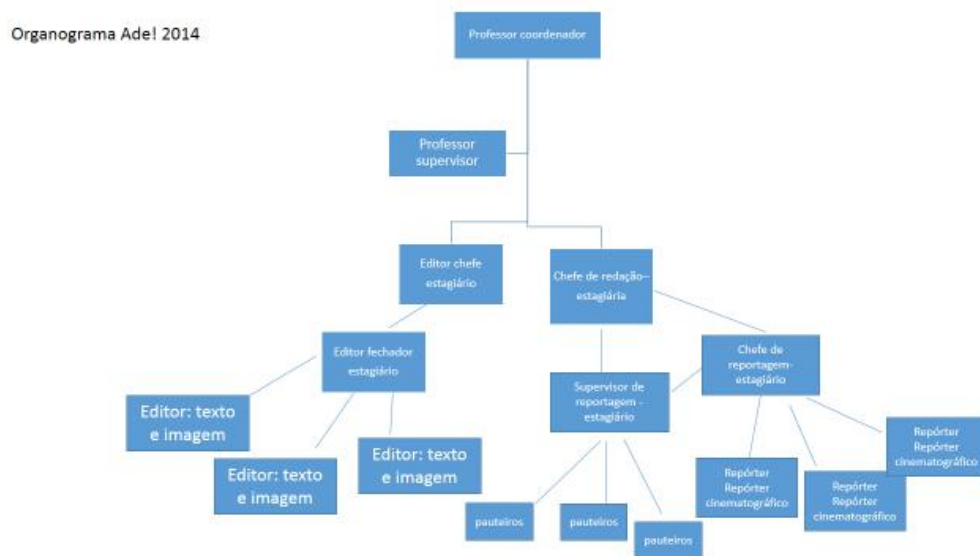 Organograma Ade! 2014
Professor coordenador
Professor
supervisor
Editor chefe
estagiário
Chefe de redação–
estagiária
Editor fechador
estagiário
Chefe de
reportagem-
estagiário
Supervisor de
reportagem -
estagiário
Editor: texto
e imagem
Editor: texto
e imagem
Editor: texto
e imagem
Repórter
Repórter
cinematográfico
Repórter
Repórter
cinematográfico
Repórter
Repórter
cinematográfico
pauteiros
pauteiros
pauteiros